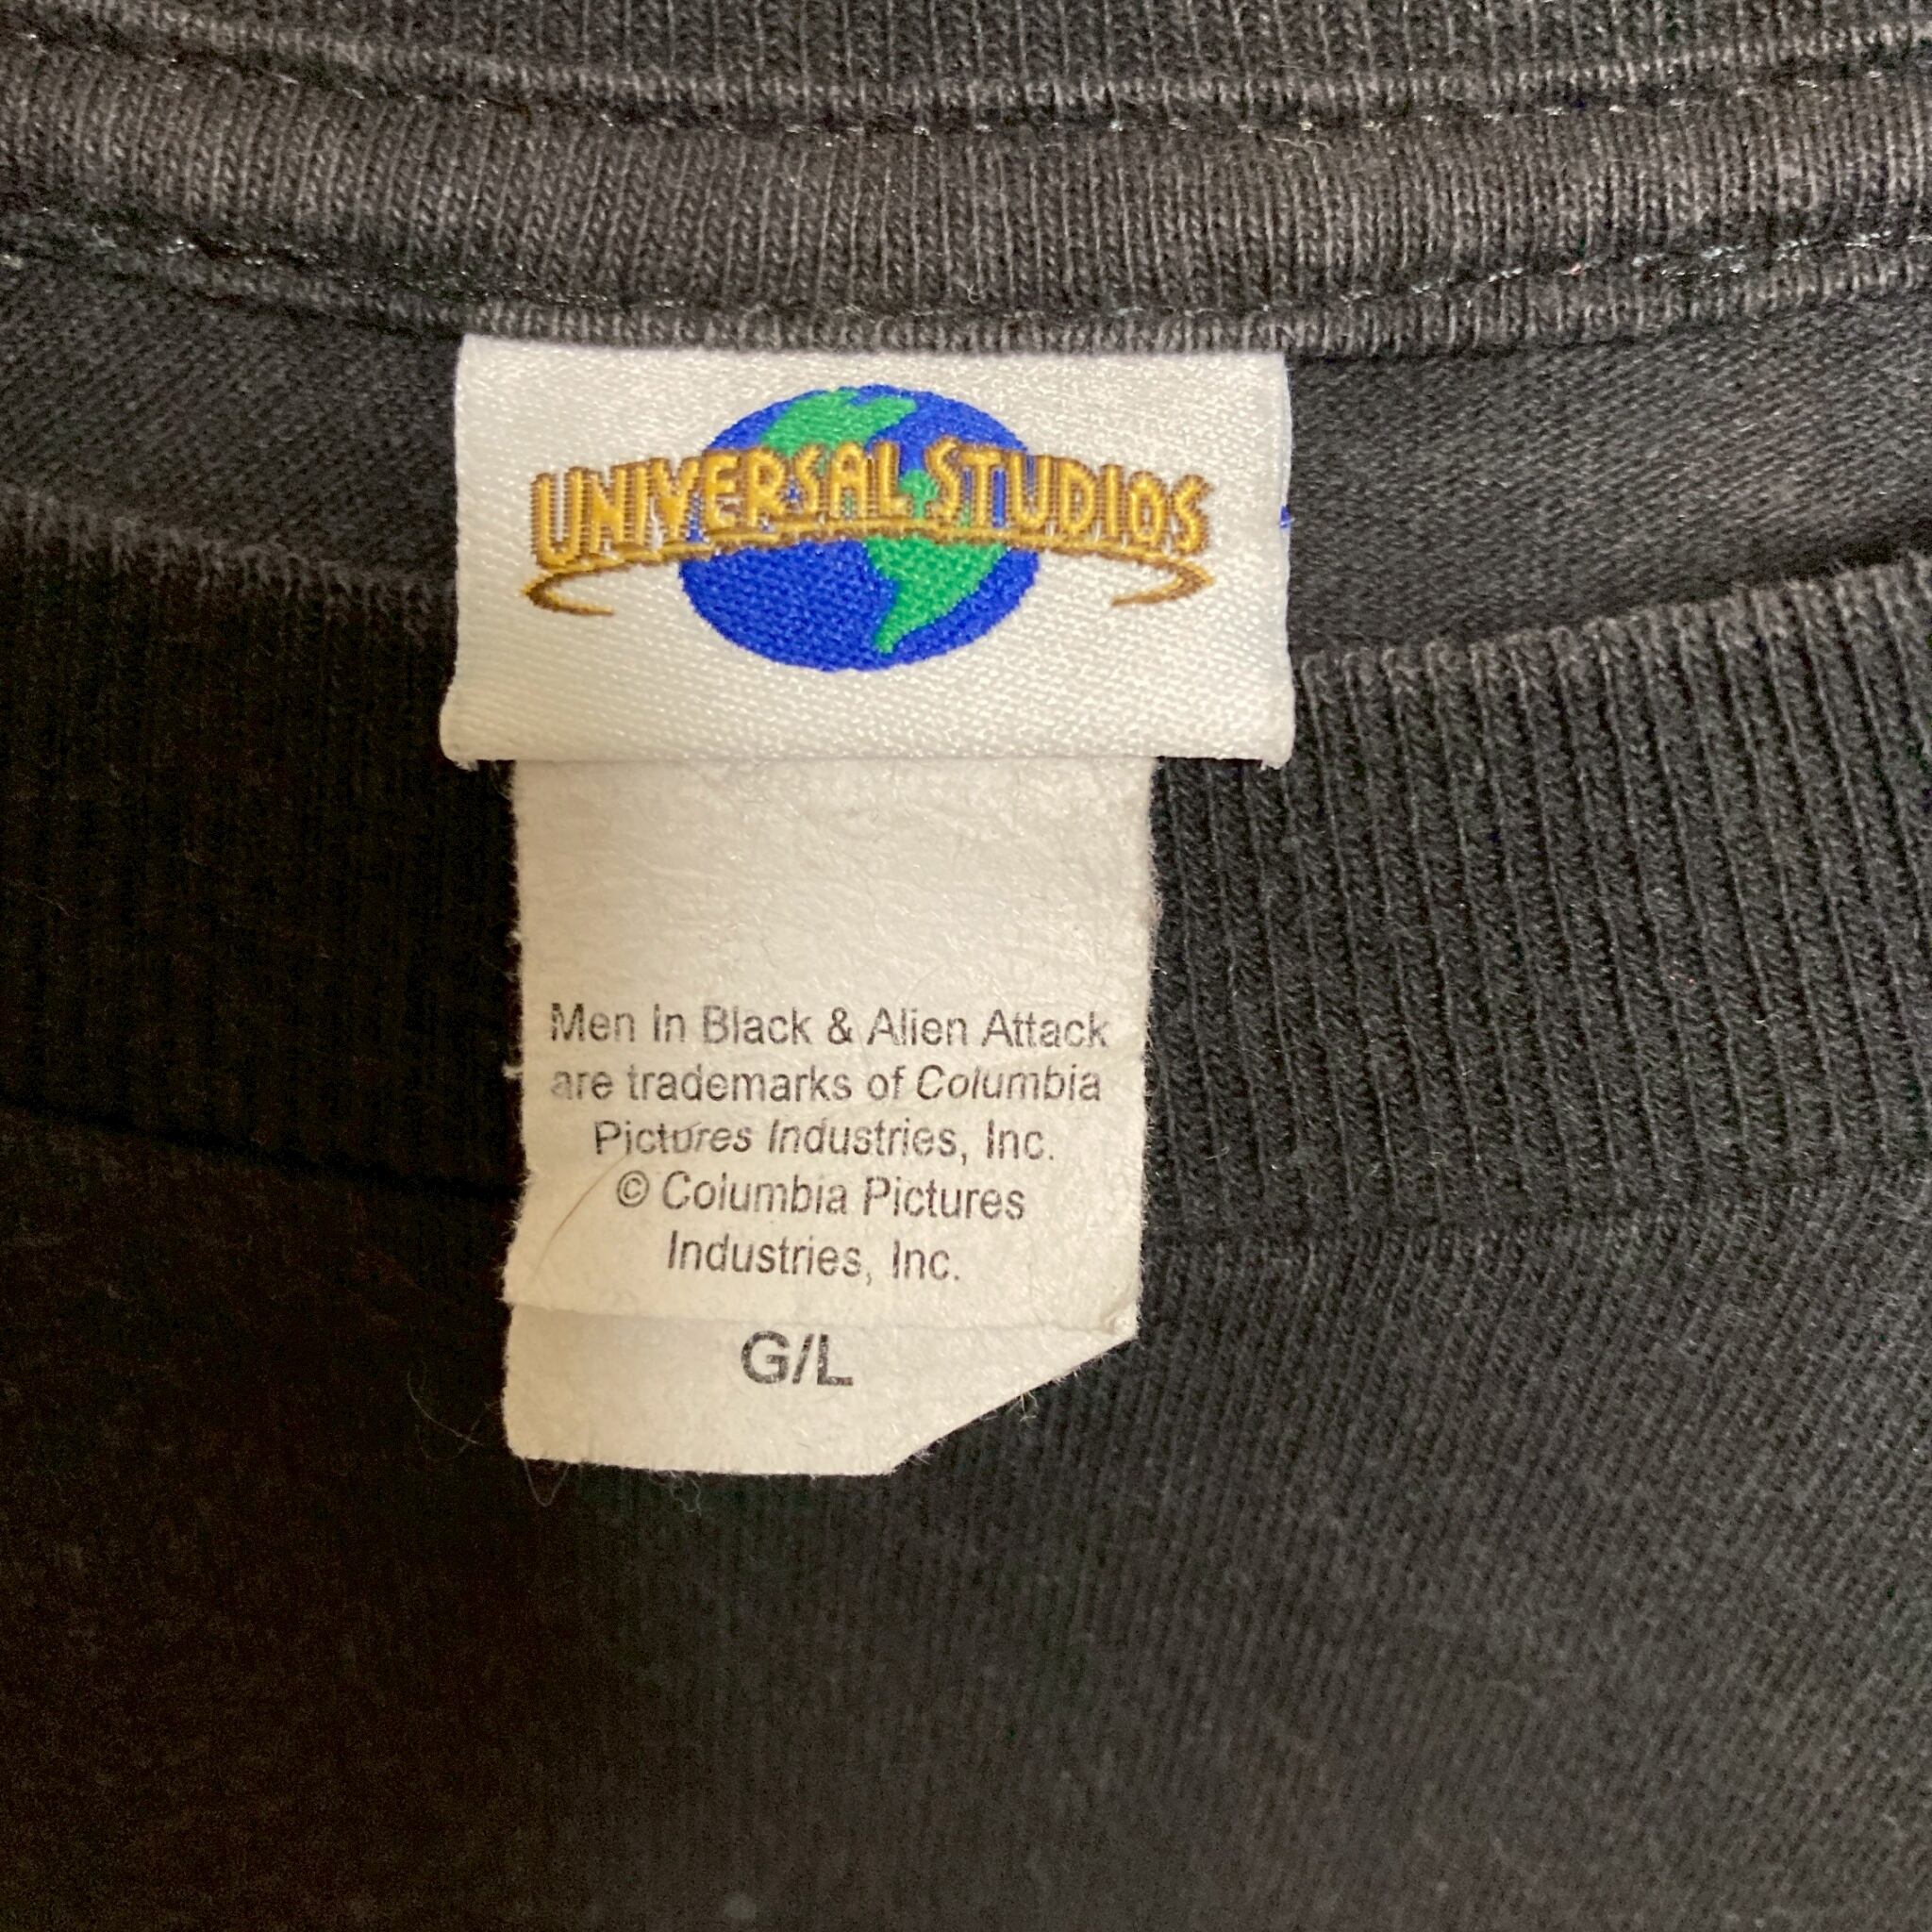 UNIVERSAL STUDIOS
Men In Black & Alien Attack
are trademarks of Columbia
Pictures Industries, Inc.
© Columbia Pictures
Industries, Inc.
G/L